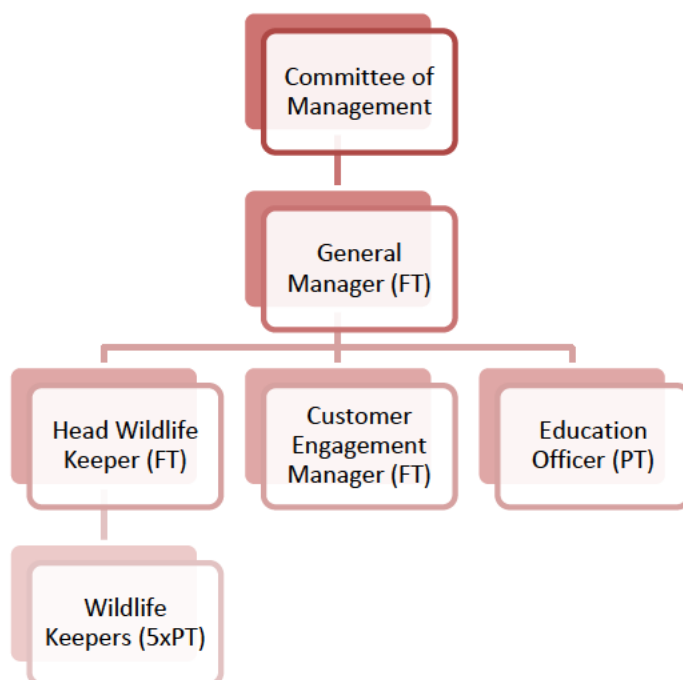 Committee of
Management
General
Manager (FT)
Head Wildlife
Keeper (FT)
Customer
Engagement
Manager (FT)
Education
Officer (PT)
Wildlife
Keepers (5xPT)